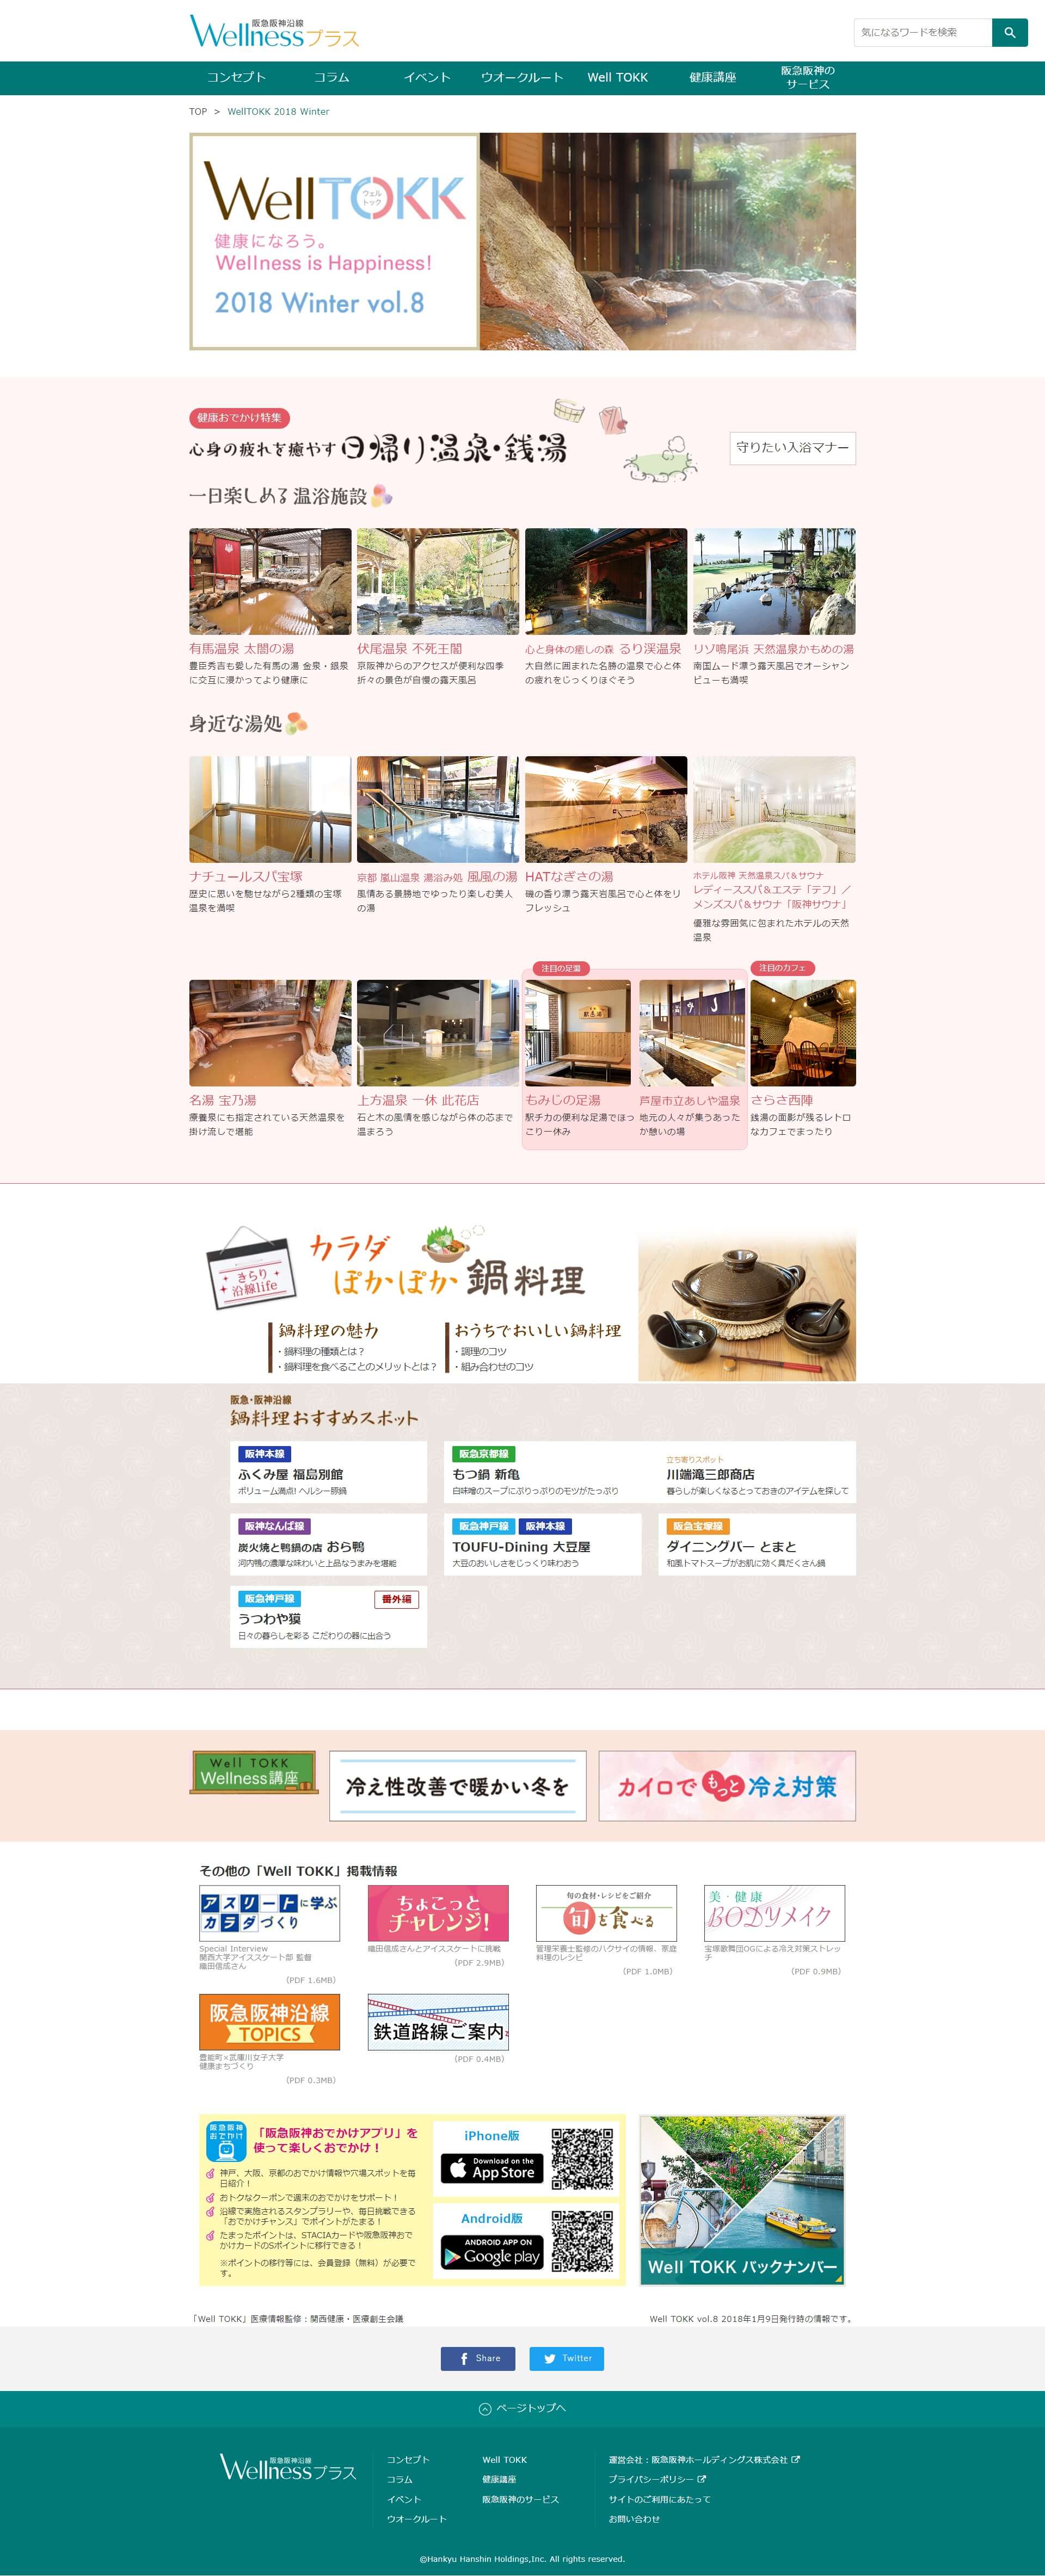 阪急阪神沿線
Wellnessプラス
気になるワードを検索
コンセプト
コラム
イベント
ウオークルート
Well TOKK
健康講座
阪急阪神の
サービス
TOP > WellTOKK 2018 Winter
WellTOKK
ウェル
トック
健康になろう。
Wellness is Happiness!
2018 Winter vol.8
健康おでかけ特集
心身の疲れを癒やす日帰り温泉・銭湯
守りたい入浴マナー
一日楽しめる温浴施設
有馬温泉 太閤の湯
豊臣秀吉も愛した有馬の湯 金泉・銀泉
に交互に浸かってより健康に
伏尾温泉 不死王閣
京阪神からのアクセスが便利な四季
折々の景色が自慢の露天風呂
心と身体の癒しの森 るり渓温泉
大自然に囲まれた名勝の温泉で心と体
の疲れをじっくりほぐそう
リゾ鳴尾浜 天然温泉かもめの湯
南国ムード漂う露天風呂でオーシャン
ビューも満喫
身近な湯処
ナチュールスパ宝塚
歴史に思いを馳せながら2種類の宝塚
温泉を満喫
京都 嵐山温泉 湯浴み処 風風の湯
風情ある景勝地でゆったり楽しむ美人
の湯
HATなぎさの湯
磯の香り漂う露天岩風呂で心と体をリ
フレッシュ
ホテル阪神 天然温泉スパ＆サウナ
レディーススパ＆エステ「テフ」／
メンズスパ＆サウナ「阪神サウナ」
優雅な雰囲気に包まれたホテルの天然
温泉
名湯 宝乃湯
療養泉にも指定されている天然温泉を
掛け流しで堪能
上方温泉 一休 此花店
石と木の風情を感じながら体の芯まで
温まろう
注目の足湯
もみじの足湯
駅チカの便利な足湯でほっ
こり一休み
芦屋市立あしや温泉
地元の人々が集うあった
か憩いの場
注目のカフェ
さらさ西陣
銭湯の面影が残るレトロ
なカフェでまったり
きらり
沿線life
カラダ
ぽかぽか鍋料理
鍋料理の魅力
・鍋料理の種類とは？
・鍋料理を食べることのメリットとは？
おうちでおいしい鍋料理
・調理のコツ
・組み合わせのコツ
阪急・阪神沿線
鍋料理おすすめスポット
阪神本線
ふくみ屋 福島別館
ボリューム満点! ヘルシー豚鍋
阪急京都線
もつ鍋 新亀
白味噌のスープにぷりっぷりのモツがたっぷり
立ち寄りスポット
川端滝三郎商店
暮らしが楽しくなるとっておきのアイテムを探して
阪神なんば線
炭火焼と鴨鍋の店 おら鴨
河内鴨の濃厚な味わいと上品なうまみを堪能
阪急神戸線 阪神本線
TOUFU-Dining 大豆屋
大豆のおいしさをじっくり味わおう
阪急宝塚線
ダイニングバー とまと
和風トマトスープがお肌に効く具だくさん鍋
阪急神戸線
番外編
うつわや獏
日々の暮らしを彩る こだわりの器に出合う
Well TOKK
Wellness講座
冷え性改善で暖かい冬を
カイロでもっと冷え対策
その他の「Well TOKK」掲載情報
アスリートに学ぶ
カラダづくり
Special Interview
関西大学アイススケート部 監督
織田信成さん
（PDF 1.6MB）
ちょこっと
チャレンジ!
織田信成さんとアイススケートに挑戦
（PDF 2.9MB）
旬の食材・レシピをご紹介
旬を食べる
管理栄養士監修のハクサイの情報、家庭
料理のレシピ
（PDF 1.0MB）
美・健康
BODYメイク
宝塚歌舞団OGによる冷え対策ストレッ
チ
（PDF 0.9MB）
阪急阪神沿線
TOPICS
豊能町×武庫川女子大学
健康まちづくり
（PDF 0.3MB）
鉄道路線ご案内
（PDF 0.4MB）
阪急阪神
おでかけ
「阪急阪神おでかけアプリ」を
使って楽しくおでかけ！
神戸、大阪、京都のおでかけ情報や穴場スポットを毎
日紹介！
おトクなクーポンで週末のおでかけをサポート！
沿線で実施されるスタンプラリーや、毎日挑戦できる
「おでかけチャンス」でポイントがたまる！
たまったポイントは、STACIAカードや阪急阪神おで
かけカードのSポイントに移行できる！
※ポイントの移行等には、会員登録（無料）が必要で
す。
iPhone版
Download on the
App Store
Android版
ANDROID APP ON
Google play
Well TOKK バックナンバー
「Well TOKK」医療情報監修：関西健康・医療創生会議
Well TOKK vol.8 2018年1月9日発行時の情報です。
Share
Twitter
ページトップへ
阪急阪神沿線
Wellnessプラス
コンセプト
コラム
イベント
ウオークルート
Well TOKK
健康講座
阪急阪神のサービス
運営会社：阪急阪神ホールディングス株式会社
プライバシーポリシー
サイトのご利用にあたって
お問い合わせ
©Hankyu Hanshin Holdings,Inc. All rights reserved.